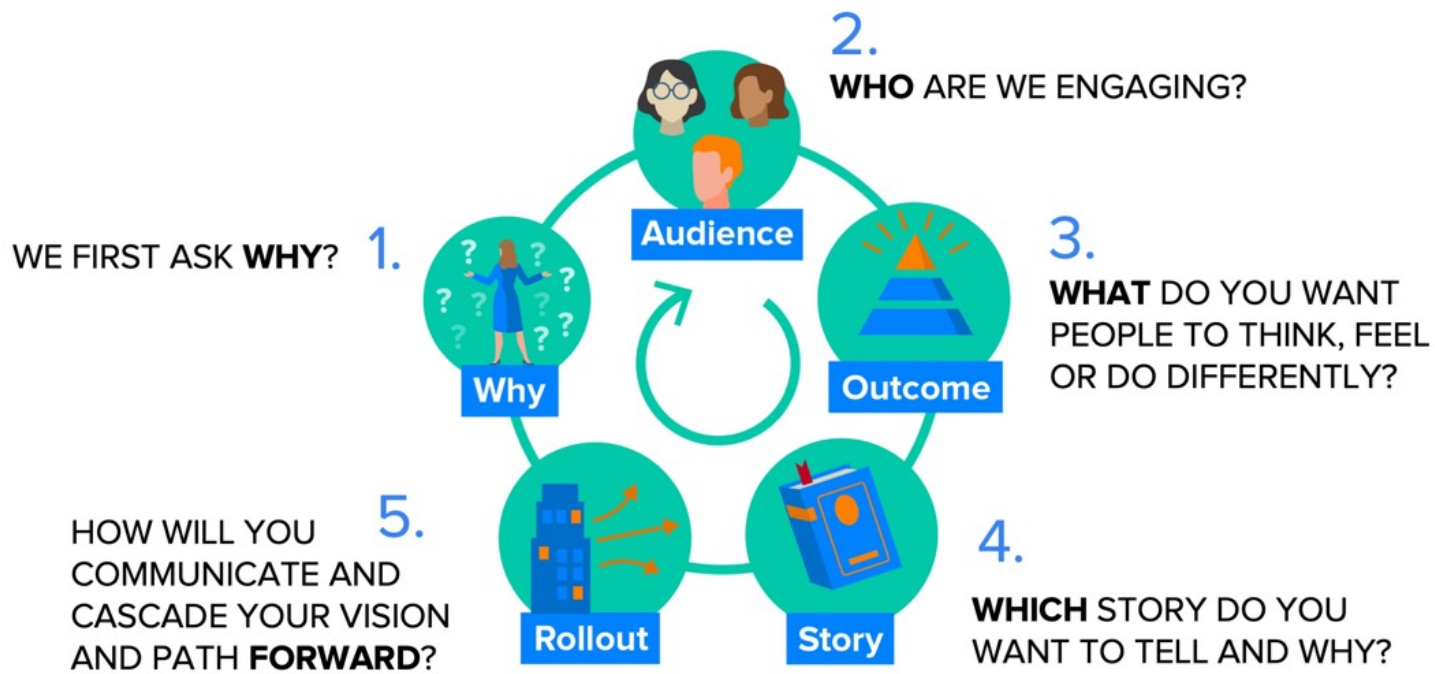 1.
WE FIRST ASK WHY?
Why
2.
WHO ARE WE ENGAGING?
Audience
3.
WHAT DO YOU WANT
PEOPLE TO THINK, FEEL
OR DO DIFFERENTLY?
Outcome
4.
WHICH STORY DO YOU
WANT TO TELL AND WHY?
Story
5.
HOW WILL YOU
COMMUNICATE AND
CASCADE YOUR VISION
AND PATH FORWARD?
Rollout
? ? ? ? ? ? ? ? ?